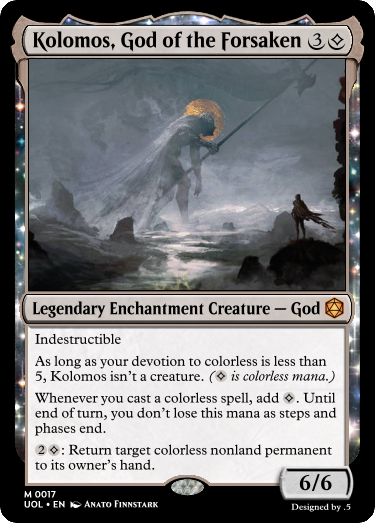 Kolomos, God of the Forsaken 3
Legendary Enchantment Creature — God
Indestructible
As long as your devotion to colorless is less than
5, Kolomos isn't a creature. ( is colorless mana.)
Whenever you cast a colorless spell, add . Until
end of turn, you don't lose this mana as steps and
phases end.
2 : Return target colorless nonland permanent
to its owner's hand.
6/6
M 0017
UOL • EN Anato Finnstark
Designed by .5